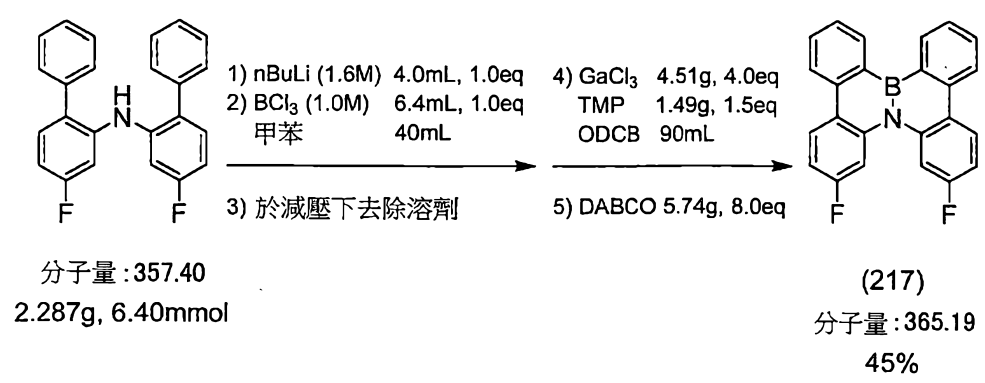 H
N
F
F
分子量:357.40
2.287g, 6.40mmol
1) nBuLi (1.6M) 4.0mL, 1.0eq
2) BCl3 (1.0M) 6.4mL, 1.0eq
甲苯 40mL
3) 於減壓下去除溶劑
4) GaCl3 4.51g, 4.0eq
TMP 1.49g, 1.5eq
ODCB 90mL
5) DABCO 5.74g, 8.0eq
B
N
F
F
(217)
分子量:365.19
45%